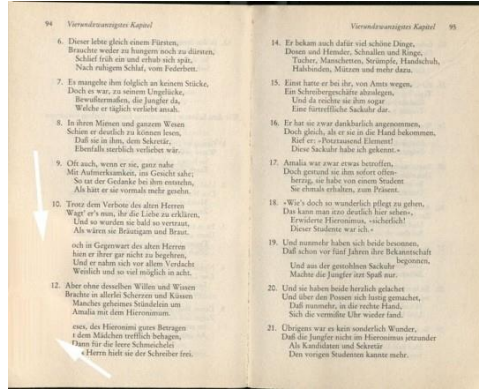 94 Vierundzwanzigstes Kapitel
6. Dieser lebte gleich einem Fürsten,
Brauchte weder zu hungern noch zu dürsten,
Schlief früh ein und erhub sich spät,
Nach ruhigem Schlaf, vom Federbett.
7. Es mangelte ihm folglich an keinem Stücke,
Doch es war, zu seinem Ungelücke,
Bewußtermaßen, die Jungfer da,
Welche er täglich verliebt ansah.
8. In ihren Mienen und ganzem Wesen
Schien er deutlich zu können lesen,
Daß sie in ihm, dem Sekretär,
Ebenfalls sterblich verliebet wär.
9. Oft auch, wenn er sie, ganz nahe
Mit Aufmerksamkeit, ins Gesicht sahe;
So tat der Gedanke bei ihm entstehn,
Als hätt er sie vormals mehr gesehn.
10. Trotz dem Verbote des alten Herren
Wagt' er's nun, ihr die Liebe zu erklären,
Und so wurden sie bald so vertraut,
Als wären sie Bräutigam und Braut.
och in Gegenwart des alten Herren
hien er ihrer gar nicht zu begehren,
Und er nahm sich vor allem Verdacht
Weislich und so viel möglich in acht.
12. Aber ohne desselben Willen und Wissen
Brachte in allerlei Scherzen und Küssen
Manches geheimes Stündelein um
Amalia mit dem Hieronimum.
eses, des Hieronimi gutes Betragen
t dem Mädchen trefflich behagen,
Dann für die leere Schmeichelei
Herrn hielt sie der Schreiber frei.
Vierundzwanzigstes Kapitel 95
14. Er bekam auch dafür viel schöne Dinge,
Dosen und Hemder, Schnallen und Ringe,
Tücher, Manschetten, Strümpfe, Handschuh,
Halsbinden, Mützen und mehr dazu.
15. Einst hatte er bei ihr, von Amts wegen,
Ein Schreibergeschäfte abzulegen,
Und da reichte sie ihm sogar
Eine fürtreffliche Sackuhr dar.
16. Er hat sie zwar dankbarlich angenommen,
Doch gleich, als er sie in die Hand bekommen,
Rief er: »Potztausend Element!
Diese Sackuhr habe ich gekennt.«
17. Amalia war zwar etwas betroffen,
Doch gestund sie ihm sofort offen-
herzig, sie habe von einem Student
Sie ehmals erhalten, zum Präsent.
18. »Wie's doch so wunderlich pflegt zu gehen,
Das kann man itzo deutlich hier sehen«,
Erwiderte Hieronimus, »sicherlich!
Dieser Studente war ich.«
19. Und nunmehr haben sich beide besonnen,
Daß schon vor fünf Jahren ihre Bekanntschaft
begonnen,
Und aus der gestohlnen Sackuhr
Machte die Jungfer itzt Spaß nur.
20. Und sie haben beide herzlich gelachet
Und über den Possen sich lustig gemachet,
Daß nunmehr, in die rechte Hand,
Sich die vermißte Uhr wieder fand.
21. Übrigens war es kein sonderlich Wunder,
Daß die Jungfer nicht im Hieronimus jetzunder
Als Kandidaten und Sekretär
Den vorigen Studenten kannte mehr.